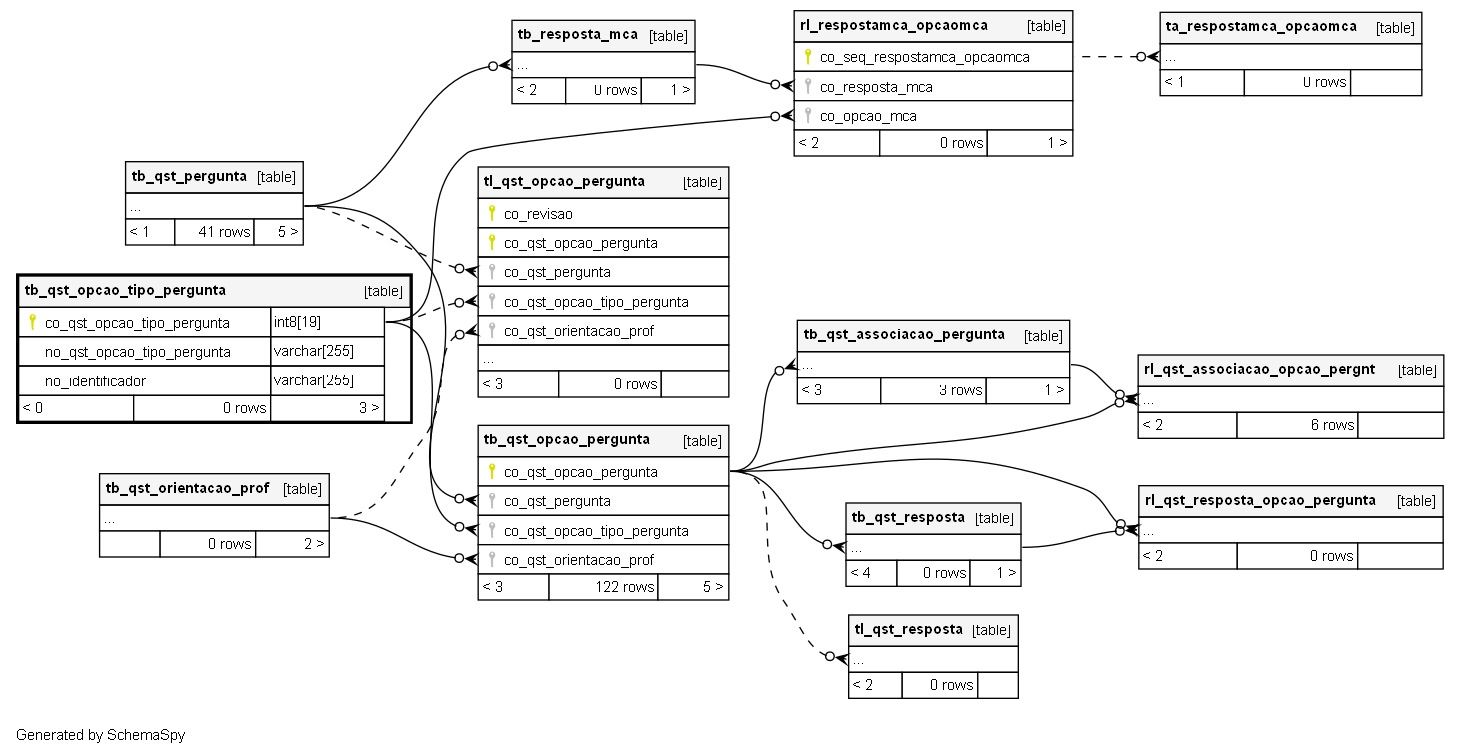 tb_resposta_mca [table]
...
< 2 0 rows 1 >
rl_respostamca_opcaomca [table]
co_seq_respostamca_opcaomca
co_resposta_mca
co_opcao_mca
< 2 0 rows 1 >
ta_respostamca_opcaomca [table]
...
< 1 0 rows
tb_qst_pergunta [table]
...
< 1 41 rows 5 >
tl_qst_opcao_pergunta [table]
co_revisao
co_qst_opcao_pergunta
co_qst_pergunta
co_qst_opcao_tipo_pergunta
co_qst_orientacao_prof
...
< 3 0 rows
tb_qst_opcao_tipo_pergunta [table]
co_qst_opcao_tipo_pergunta int8[19]
no_qst_opcao_tipo_pergunta varchar[255]
no_identificador varchar[255]
< 0 0 rows 3 >
tb_qst_associacao_pergunta [table]
...
< 3 3 rows 1 >
rl_qst_associacao_opcao_pergnt [table]
...
< 2 6 rows
tb_qst_opcao_pergunta [table]
co_qst_opcao_pergunta
co_qst_pergunta
co_qst_opcao_tipo_pergunta
co_qst_orientacao_prof
< 3 122 rows 5 >
tb_qst_orientacao_prof [table]
...
0 rows 2 >
tb_qst_resposta [table]
...
< 4 0 rows 1 >
rl_qst_resposta_opcao_pergunta [table]
...
< 2 0 rows
tl_qst_resposta [table]
...
< 2 0 rows
Generated by SchemaSpy